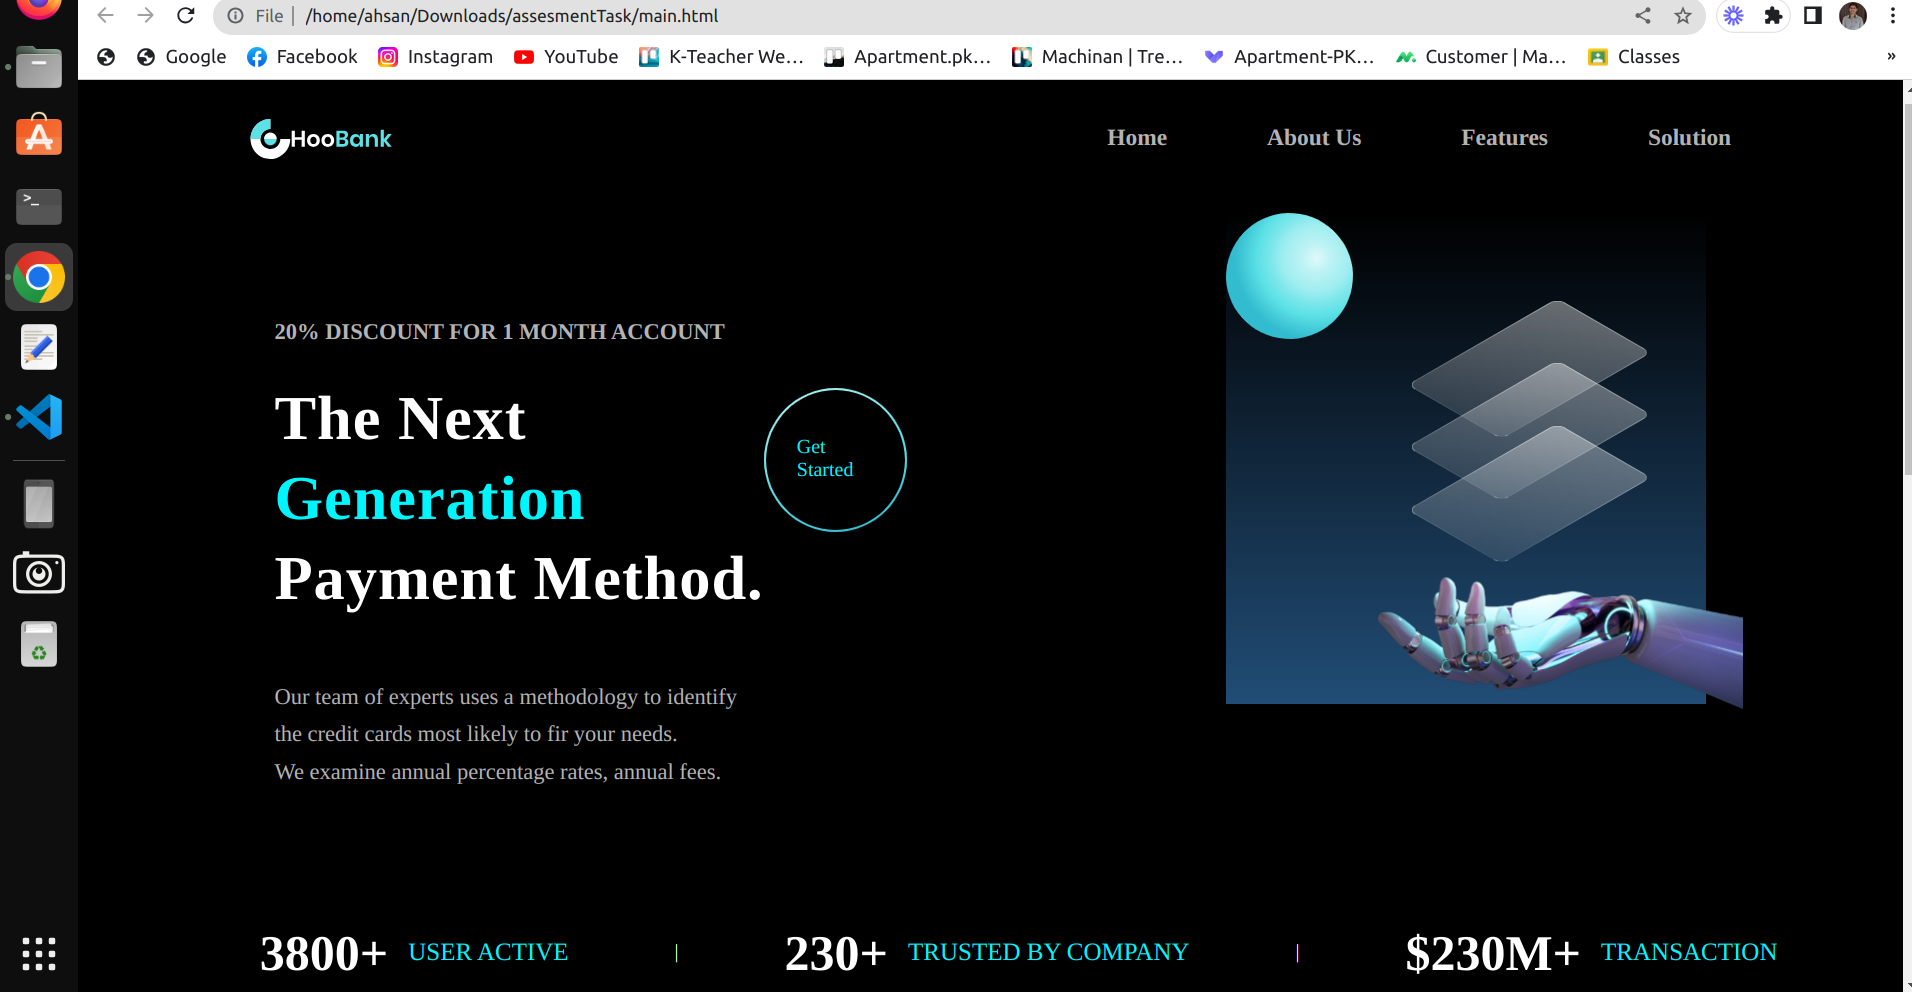 File | /home/ahsan/Downloads/assesmentTask/main.html
Google Facebook Instagram YouTube K-Teacher We... Apartment.pk... Machinan | Tre... Apartment-PK... Customer | Ma... Classes »
HooBank Home About Us Features Solution
20% DISCOUNT FOR 1 MONTH ACCOUNT
The Next
Generation
Payment Method.
Get
Started
Our team of experts uses a methodology to identify
the credit cards most likely to fir your needs.
We examine annual percentage rates, annual fees.
3800+ USER ACTIVE | 230+ TRUSTED BY COMPANY | $230M+ TRANSACTION